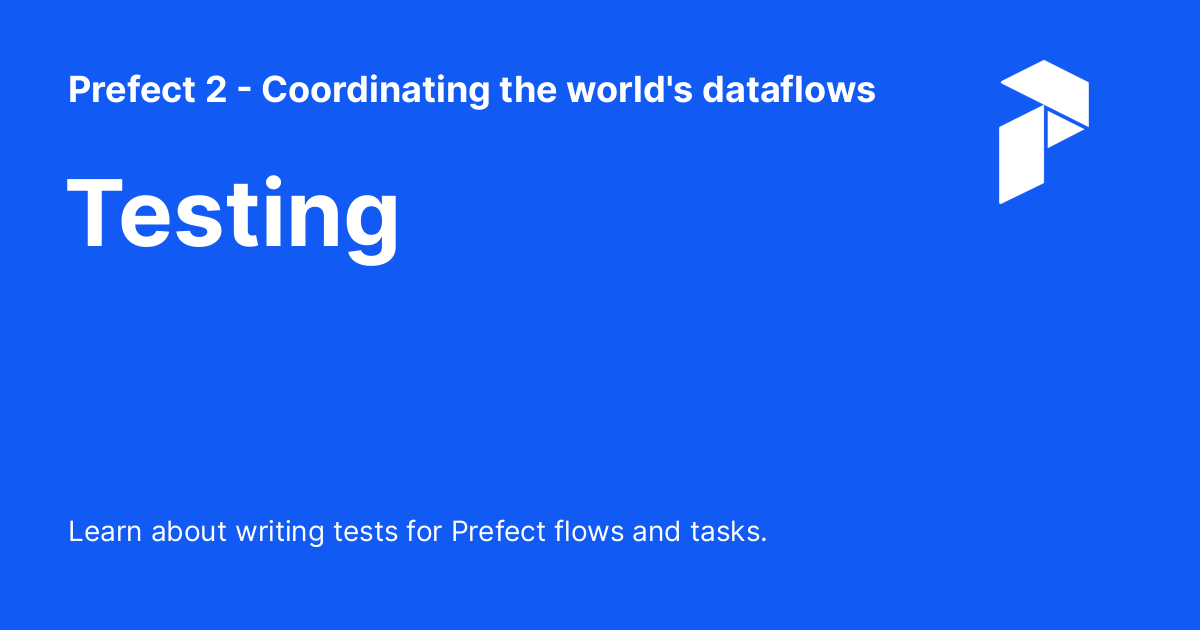 Prefect 2 - Coordinating the world's dataflows
Testing
Learn about writing tests for Prefect flows and tasks.